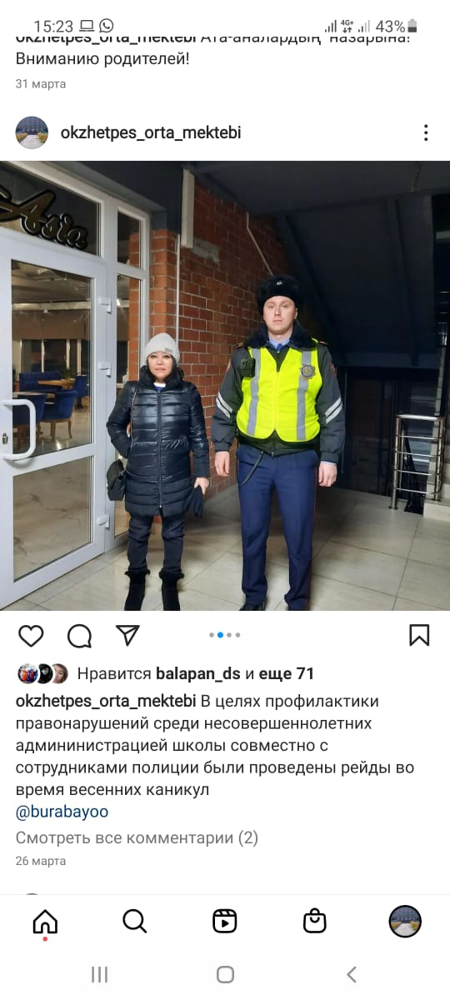 15:23 4G+ 43%
okzhetpes_orta_mektebi Ата-аналардың назарына!
Вниманию родителей!
31 марта
okzhetpes_orta_mektebi
Asia
Нравится balapan_ds и еще 71
okzhetpes_orta_mektebi В целях профилактики
правонарушений среди несовершеннолетних
админинистрацией школы совместно с
сотрудниками полиции были проведены рейды во
время весенних каникул
@burabayoo
Смотреть все комментарии (2)
26 марта